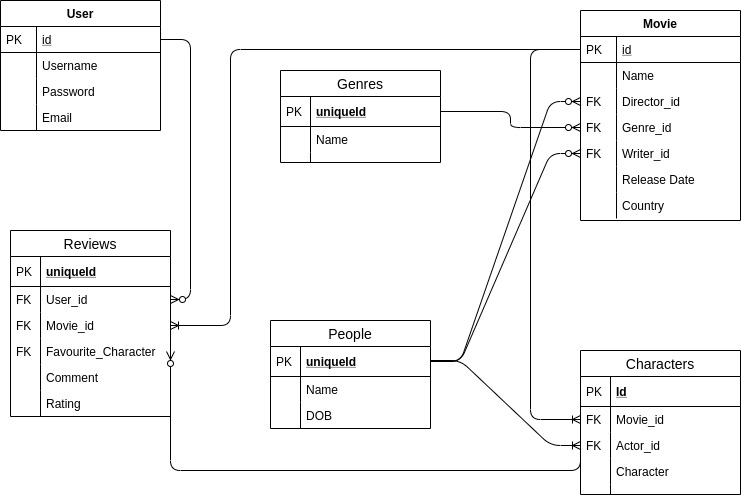 User
PK id
Username
Password
Email
Movie
PK id
Name
FK Director_id
FK Genre_id
FK Writer_id
Release Date
Country
Genres
PK uniqueId
Name
Reviews
PK uniqueId
FK User_id
FK Movie_id
FK Favourite_Character
Comment
Rating
People
PK uniqueId
Name
DOB
Characters
PK Id
FK Movie_id
FK Actor_id
Character